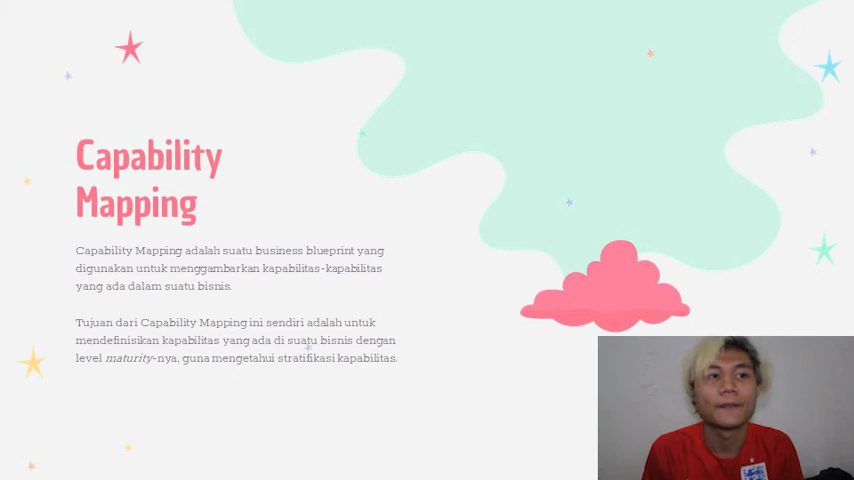 Capability
Mapping
Capability Mapping adalah suatu business blueprint yang
digunakan untuk menggambarkan kapabilitas-kapabilitas
yang ada dalam suatu bisnis.
Tujuan dari Capability Mapping ini sendiri adalah untuk
mendefinisikan kapabilitas yang ada di suatu bisnis dengan
level maturity-nya, guna mengetahui stratifikasi kapabilitas.